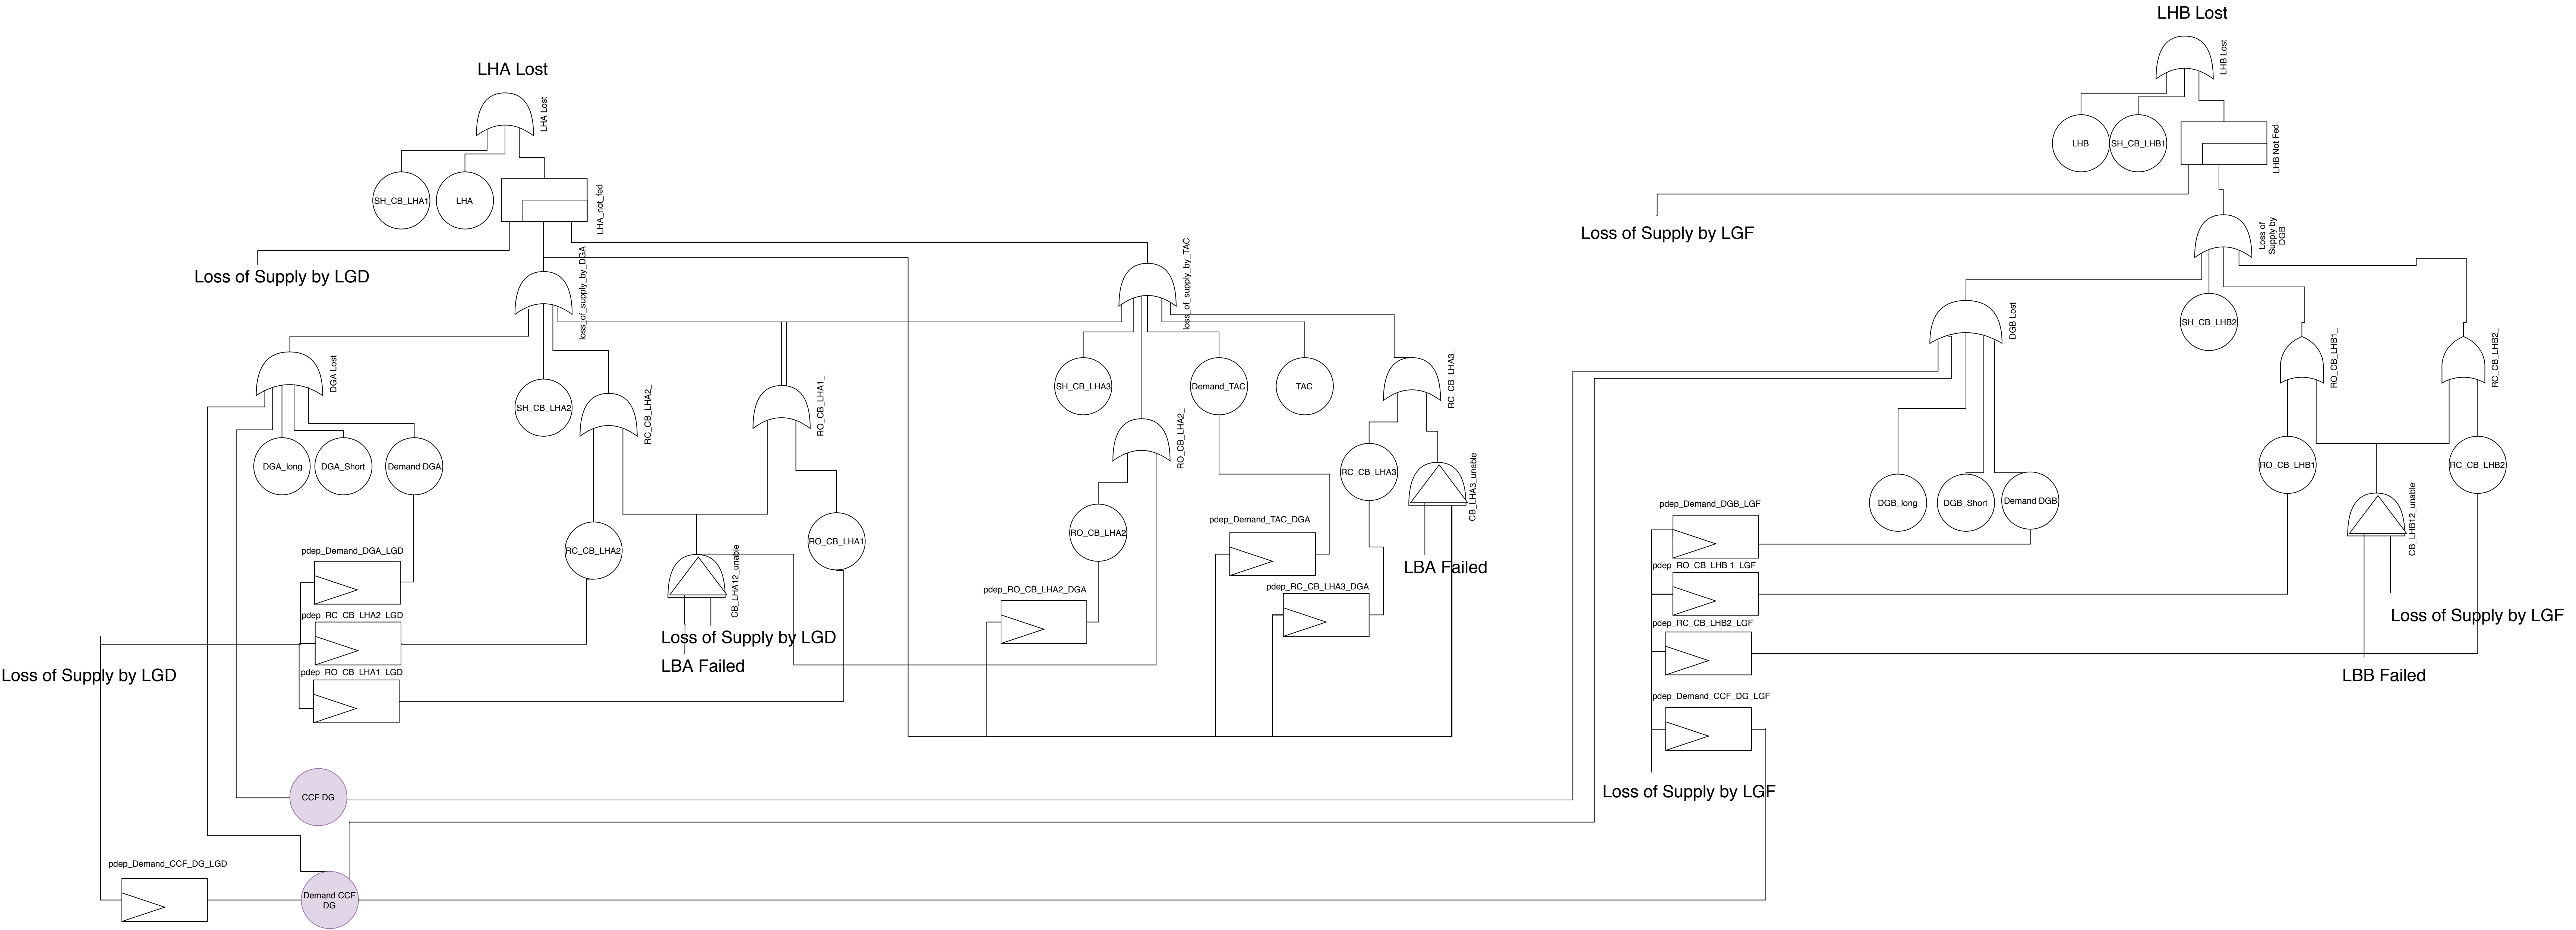 LHB Lost
LHB Lost
LHA Lost
LHA Lost
LHB
SH_CB_LHB1
LHB Not Fed
SH_CB_LHA1
LHA
LHA_not_fed
Loss of Supply by LGF
Loss of
Supply by
DGB
Loss of Supply by LGD
loss_of_supply_by_DGA
loss_of_supply_by_TAC
DGB Lost
SH_CB_LHB2
RO_CB_LHB1_
RC_CB_LHB2_
DGA Lost
SH_CB_LHA2
RC_CB_LHA2_
RO_CB_LHA1_
SH_CB_LHA3
Demand_TAC
TAC
RC_CB_LHA3_
RO_CB_LHA2_
DGA_long
DGA_Short
Demand DGA
RC_CB_LHA3
CB_LHA3_unable
RO_CB_LHB1
RC_CB_LHB2
DGB_long
DGB_Short
Demand DGB
pdep_Demand_DGB_LGF
CB_LHB12_unable
pdep_Demand_TAC_DGA
RO_CB_LHA2
RO_CB_LHA1
RC_CB_LHA2
pdep_Demand_DGA_LGD
CB_LHA12_unable
LBA Failed
pdep_RO_CB_LHB 1_LGF
pdep_RO_CB_LHA2_DGA
pdep_RC_CB_LHA3_DGA
pdep_RC_CB_LHA2_LGD
Loss of Supply by LGF
pdep_RC_CB_LHB2_LGF
Loss of Supply by LGD
LBA Failed
Loss of Supply by LGD
pdep_RO_CB_LHA1_LGD
LBB Failed
pdep_Demand_CCF_DG_LGF
Loss of Supply by LGF
CCF DG
pdep_Demand_CCF_DG_LGD
Demand CCF
DG